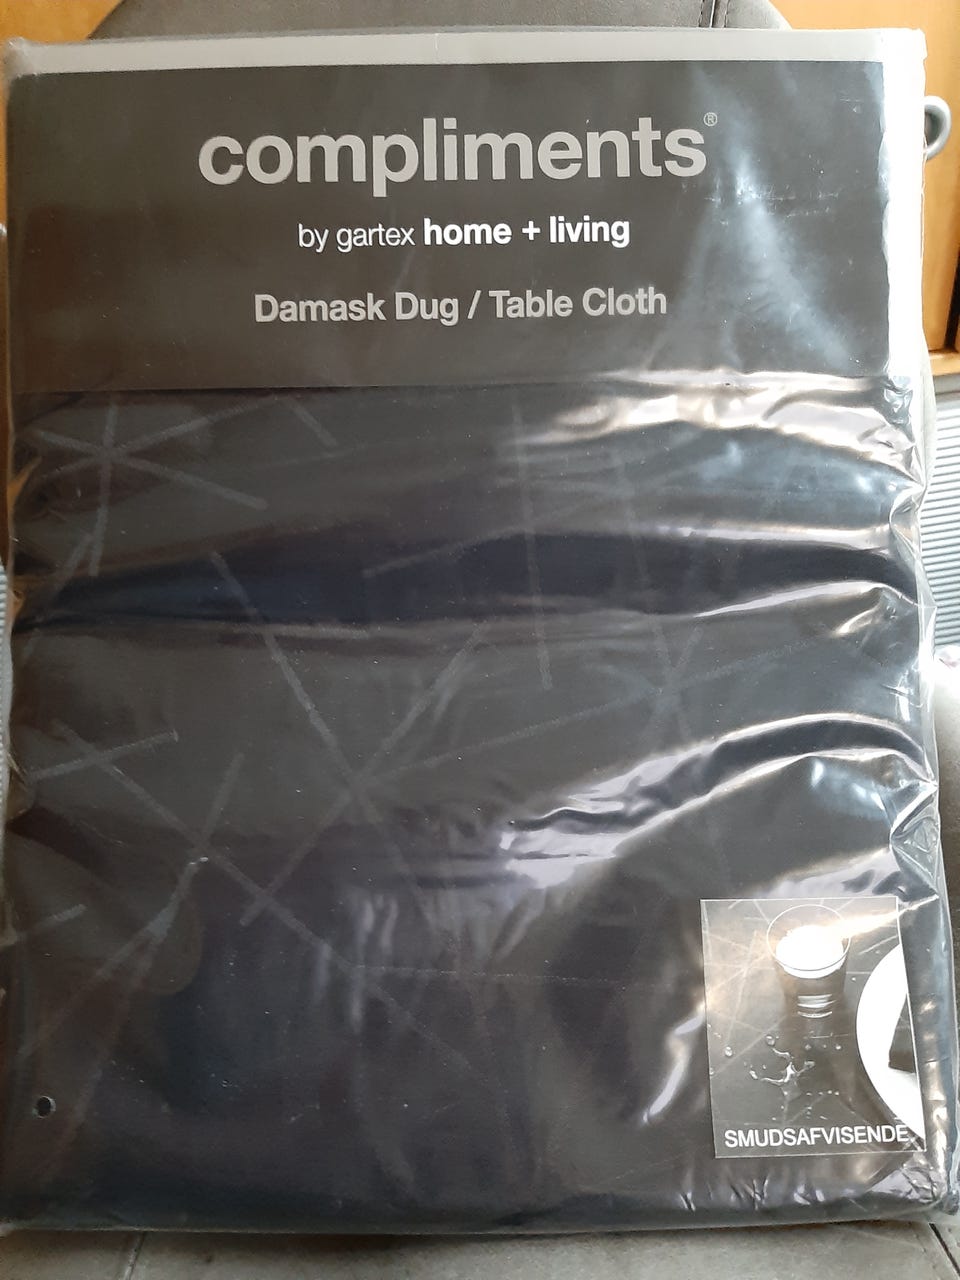 compliments®
by gartex home + living
Damask Dug / Table Cloth
SMUDSAFVISENDE